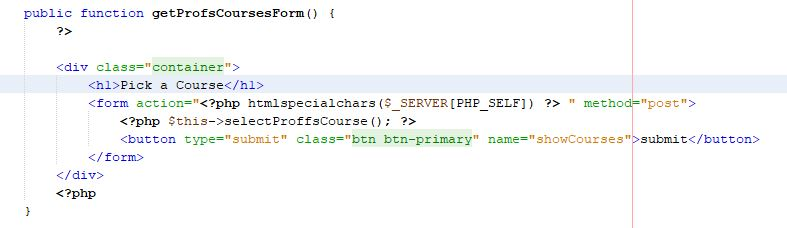 public function getProfsCoursesForm() {
?>
<div class="container">
<h1>Pick a Course</h1>
<form action="<?php htmlspecialchars($_SERVER[PHP_SELF]) ?> " method="post">
<?php $this->selectProffsCourse(); ?>
<button type="submit" class="btn btn-primary" name="showCourses">submit</button>
</form>
</div>
<?php
}